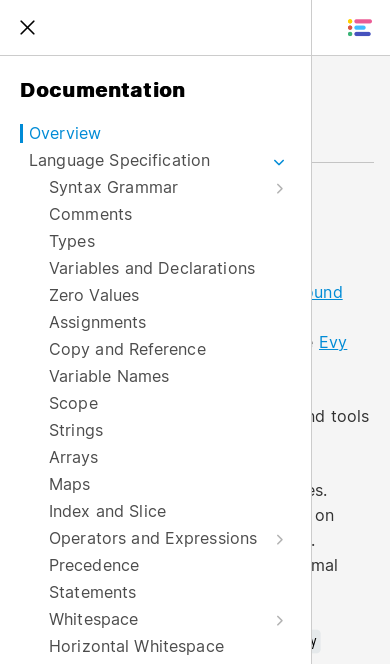 Documentation
Overview
Language Specification
Syntax Grammar
Comments
Types
Variables and Declarations
ound
Zero Values
Assignments
Evy
Copy and Reference
Variable Names
Scope
nd tools
Strings
Arrays
Maps
es.
Index and Slice
on
Operators and Expressions
Precedence
mal
Statements
Whitespace
y
Horizontal Whitespace